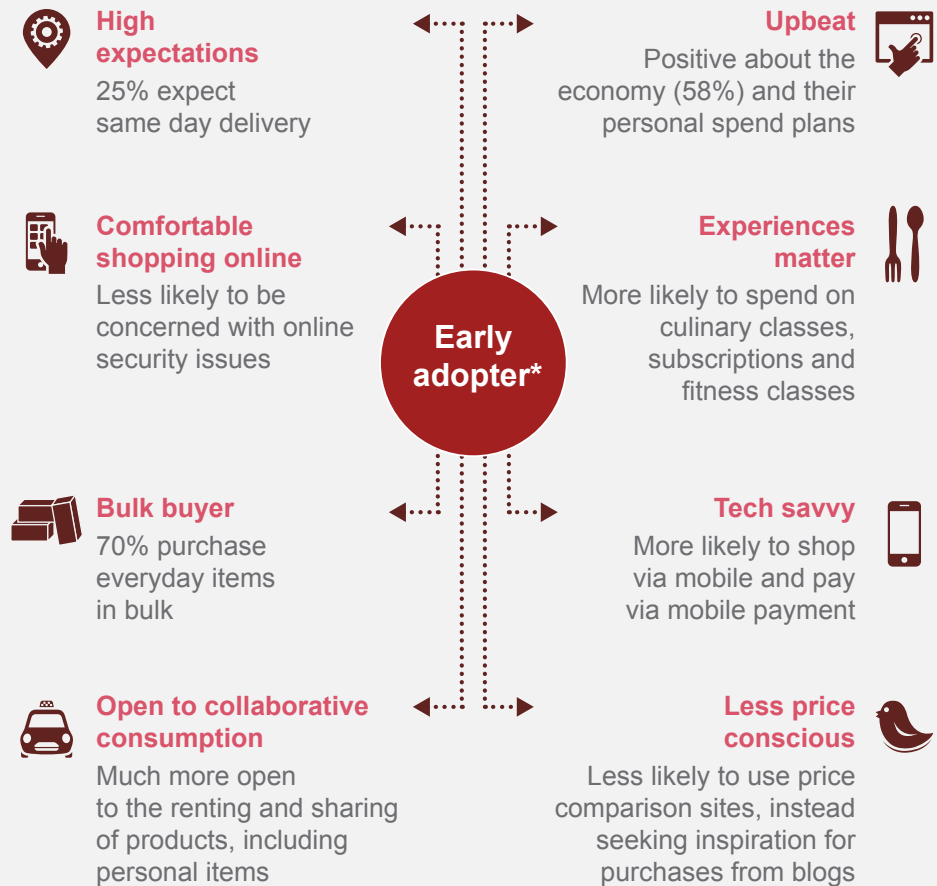 High
expectations
25% expect
same day delivery
Upbeat
Positive about the
economy (58%) and their
personal spend plans
Comfortable
shopping online
Less likely to be
concerned with online
security issues
Experiences
matter
More likely to spend on
culinary classes,
subscriptions and
fitness classes
Early
adopter*
Bulk buyer
70% purchase
everyday items
in bulk
Tech savvy
More likely to shop
via mobile and pay
via mobile payment
Open to collaborative
consumption
Much more open
to the renting and sharing
of products, including
personal items
Less price
conscious
Less likely to use price
comparison sites, instead
seeking inspiration for
purchases from blogs